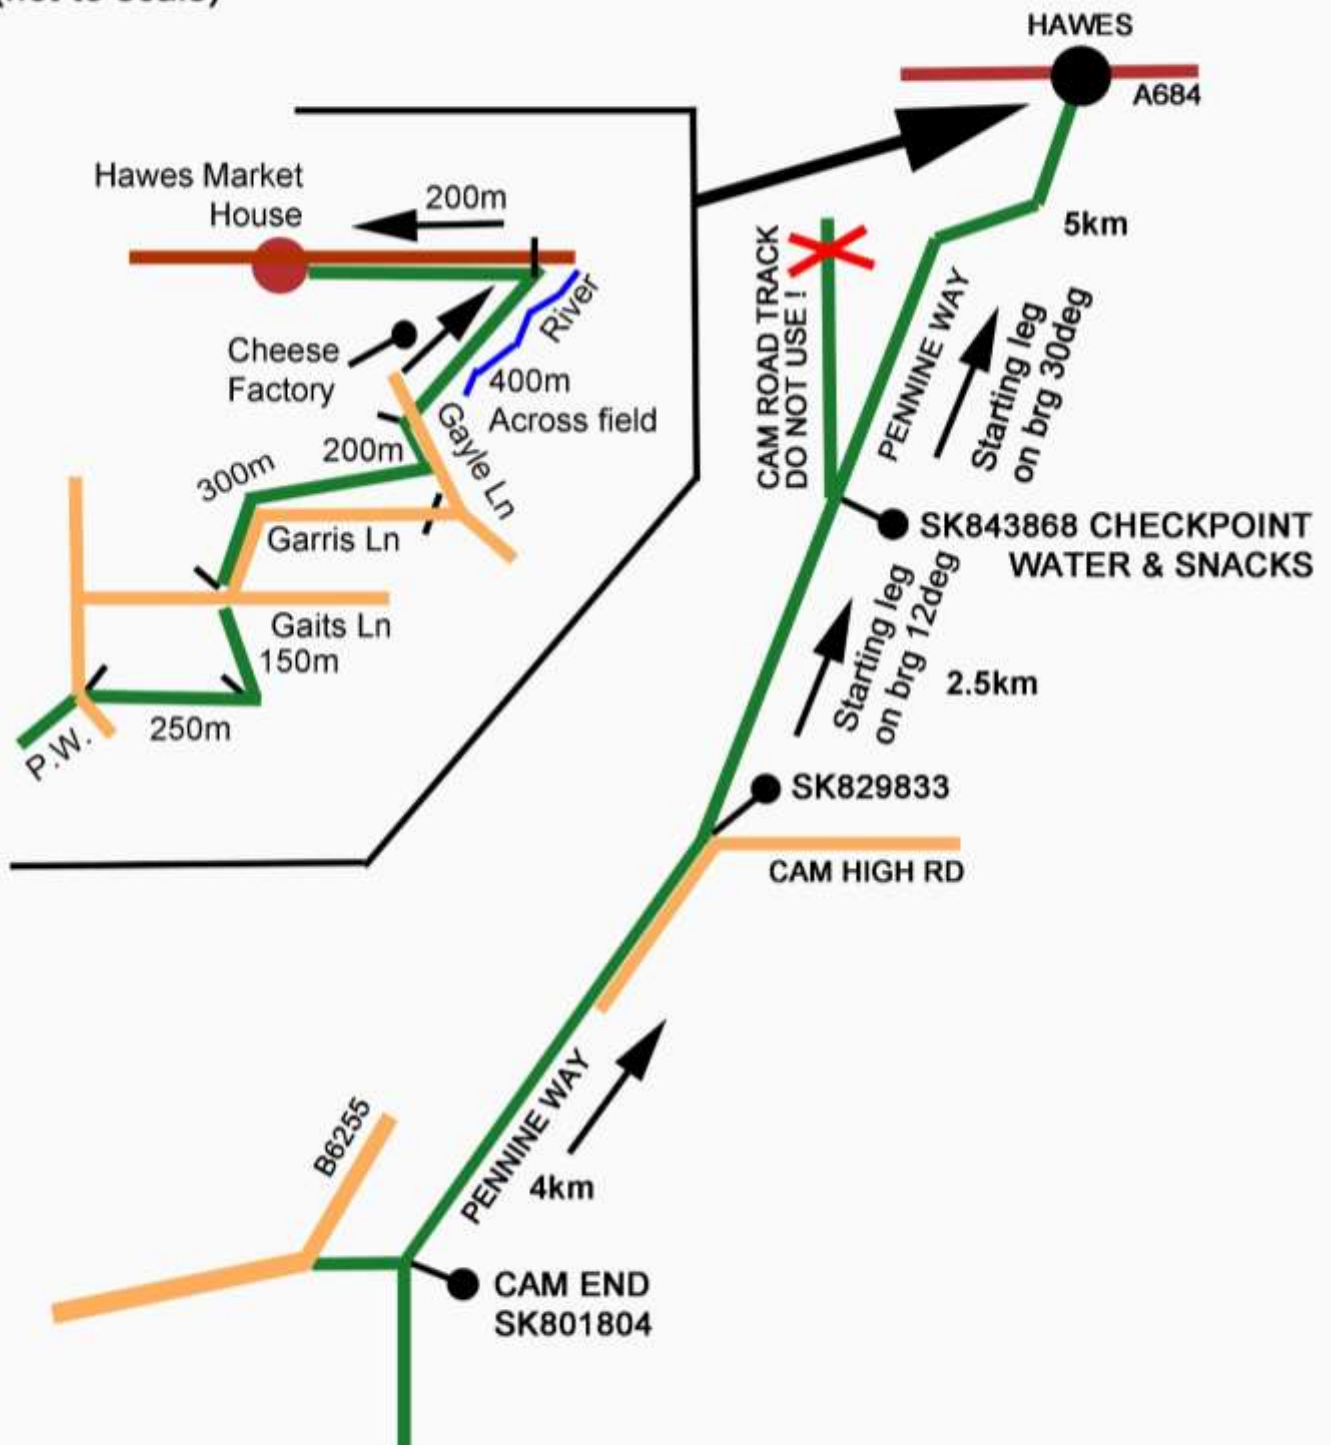 (not to scale)
HAWES
A684
Hawes Market
House
200m
5km
River
Cheese
Factory
400m
Across field
Gayle Ln
200m
300m
Garris Ln
Gaits Ln
150m
250m
P.W.
CAM ROAD TRACK
DO NOT USE !
PENNINE WAY
Starting leg
on brg 30deg
SK843868 CHECKPOINT
WATER & SNACKS
Starting leg
on brg 12deg
2.5km
SK829833
CAM HIGH RD
PENNINE WAY
4km
B6255
CAM END
SK801804